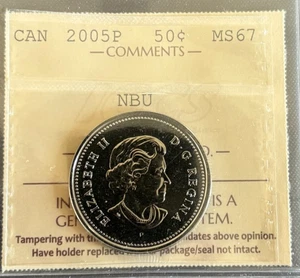 CAN 2005P 50¢ MS67
COMMENTS
NBU
ELIZABETH II D·G·REGINA
P
IN IS A
GE TEM.
Tampering with th dates above opinion.
Have holder replace package/seal not intact.